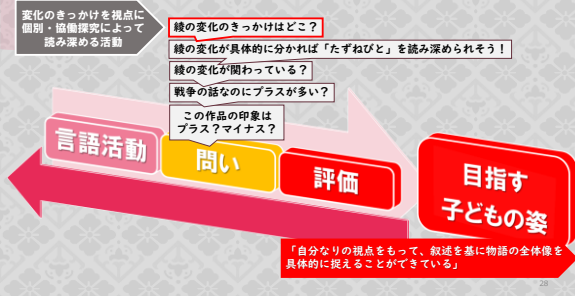 変化のきっかけを視点に
個別・協働探究によって
読み深める活動
綾の変化のきっかけはどこ？
綾の変化が具体的に分かれば「たずねびと」を読み深められそう！
綾の変化が関わっている？
戦争の話なのにプラスが多い？
この作品の印象は
プラス？マイナス？
言語活動
問い
評価
目指す
子どもの姿
「自分なりの視点をもって、叙述を基に物語の全体像を
具体的に捉えることができている」
28